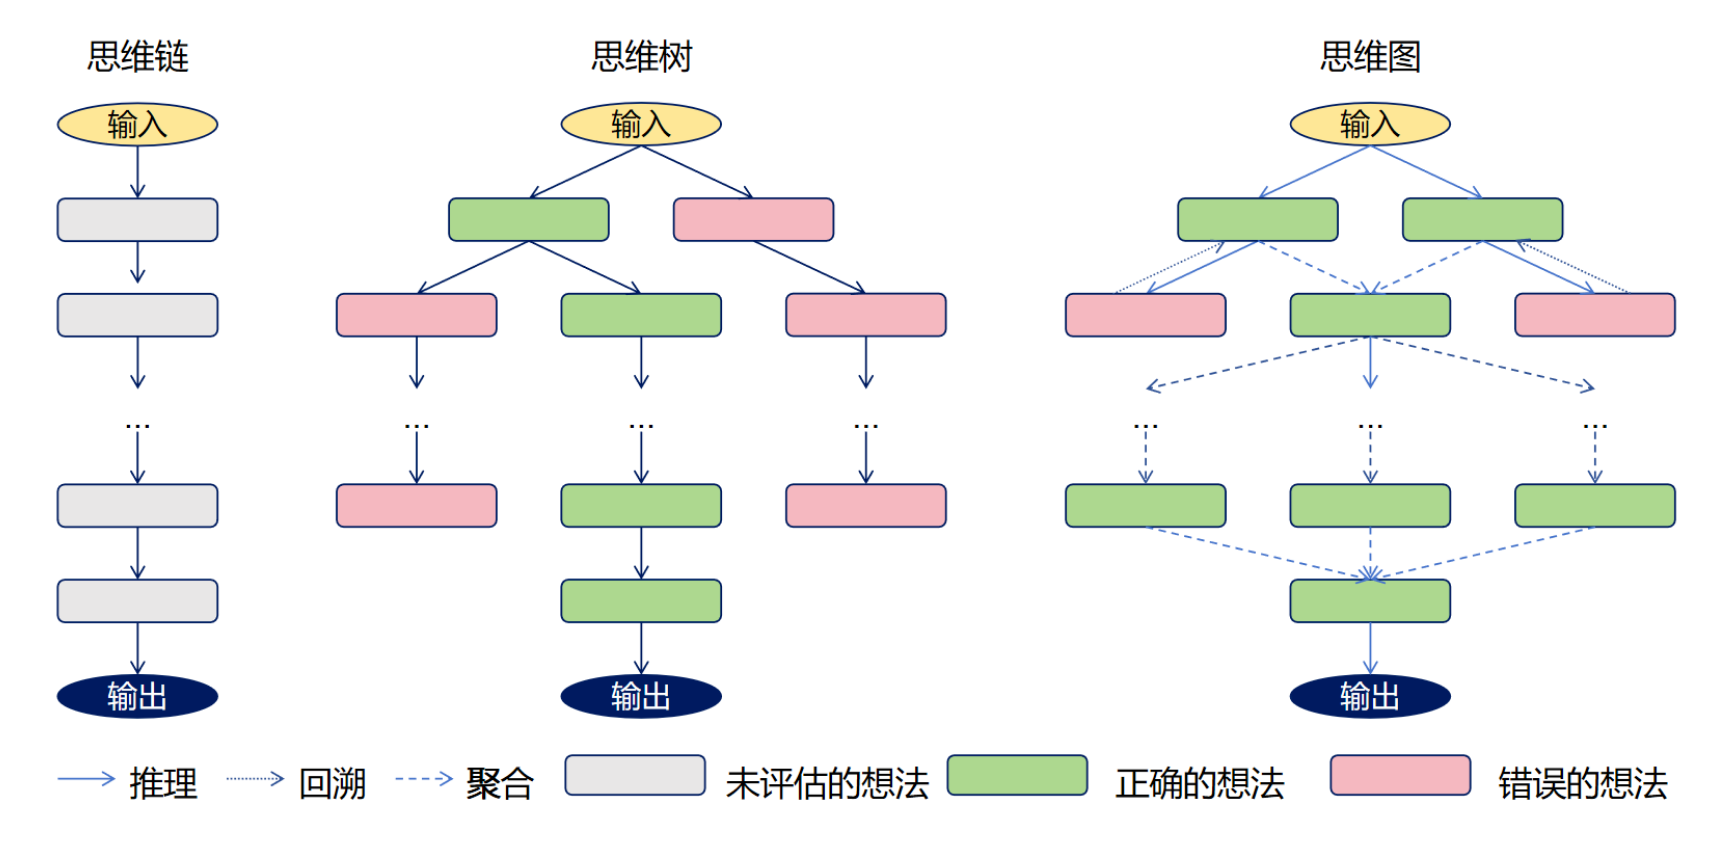 思维链 思维树 思维图
输入 输入 输入
... ... ... ... ... ... ...
输出 输出 输出
推理 回溯 聚合 未评估的想法 正确的想法 错误的想法